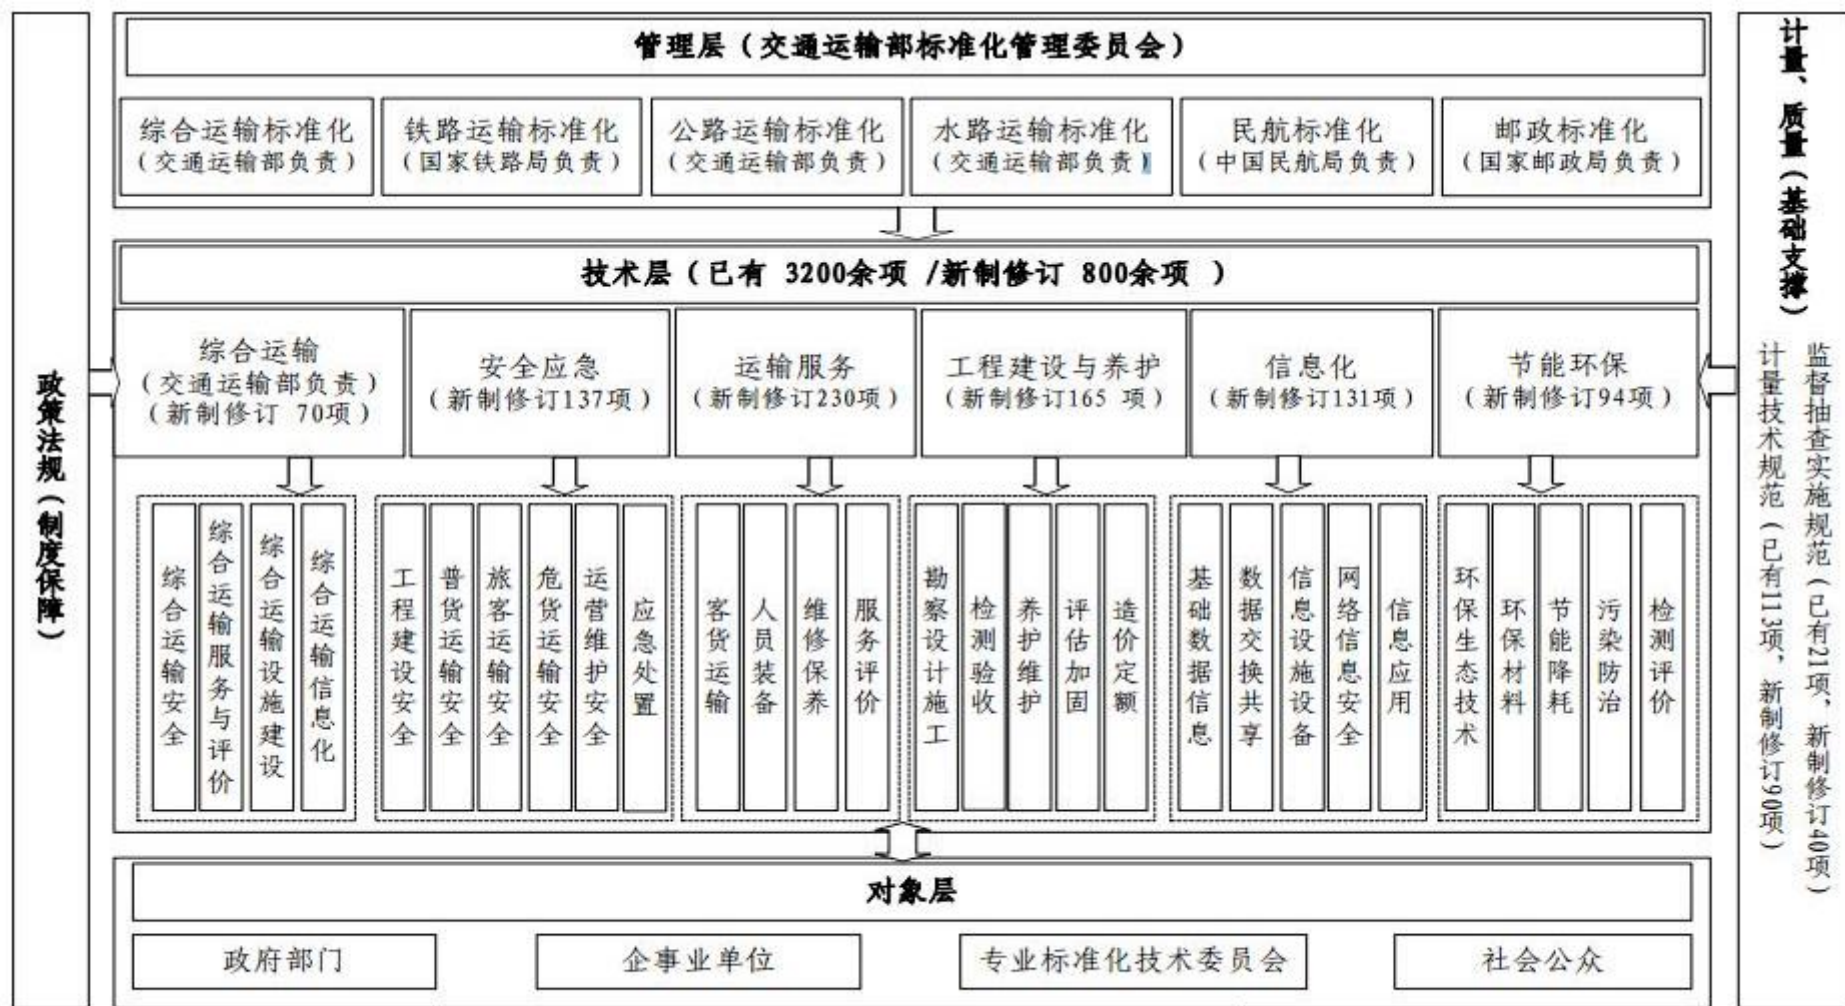 政策法规（制度保障）
管理层（交通运输部标准化管理委员会）
综合运输标准化
（交通运输部负责）
铁路运输标准化
（国家铁路局负责）
公路运输标准化
（交通运输部负责）
水路运输标准化
（交通运输部负责）
民航标准化
（中国民航局负责）
邮政标准化
（国家邮政局负责）
技术层（已有 3200余项 /新制修订 800余项 ）
综合运输
（交通运输部负责）
（新制修订 70项）
安全应急
（新制修订137项）
运输服务
（新制修订230项）
工程建设与养护
（新制修订165 项）
信息化
（新制修订131项）
节能环保
（新制修订94项）
综合运输安全
综合运输服务与评价
综合运输设施建设
综合运输信息化
工程建设安全
普货运输安全
旅客运输安全
危货运输安全
运营维护安全
应急处置
客货运输
人员装备
维修保养
服务评价
勘察设计施工
检测验收
养护维护
评估加固
造价定额
基础数据信息
数据交换共享
信息设施设备
网络信息安全
信息应用
环保生态技术
环保材料
节能降耗
污染防治
检测评价
对象层
政府部门
企事业单位
专业标准化技术委员会
社会公众
计量、质量（基础支撑）
监督抽查实施规范（已有21项、新制修订40项）
计量技术规范（已有113项，新制修订90项）